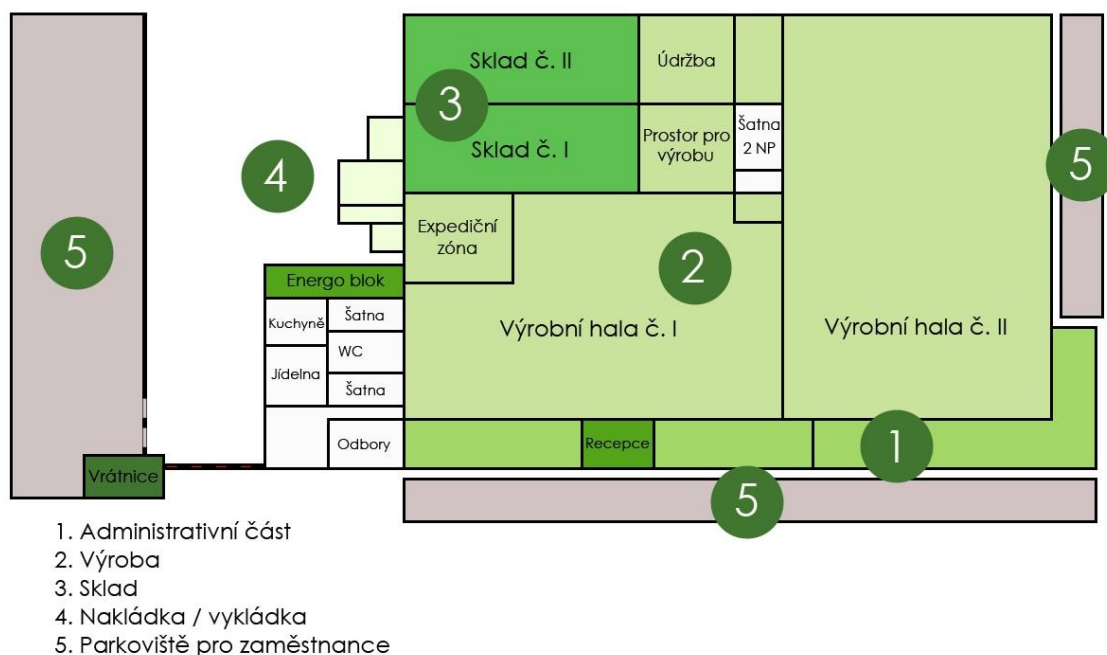 Sklad č. II
Údržba
3
Sklad č. I
Prostor pro
výrobu
Šatna
2 NP
5
4
5
Expediční
zóna
2
Energo blok
Kuchyně
Šatna
Výrobní hala č. I
Výrobní hala č. II
WC
Jídelna
Šatna
Odbory
Recepce
1
Vrátnice
5
1. Administrativní část
2. Výroba
3. Sklad
4. Nakládka / vykládka
5. Parkoviště pro zaměstnance